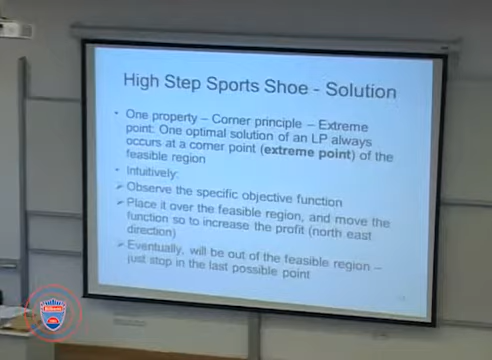 High Step Sports Shoe - Solution
• One property – Corner principle – Extreme
point: One optimal solution of an LP always
occurs at a corner point (extreme point) of the
feasible region
• Intuitively:
➢ Observe the specific objective function
➢ Place it over the feasible region, and move the
function so to increase the profit (north east
direction)
➢ Eventually, will be out of the feasible region –
just stop in the last possible point